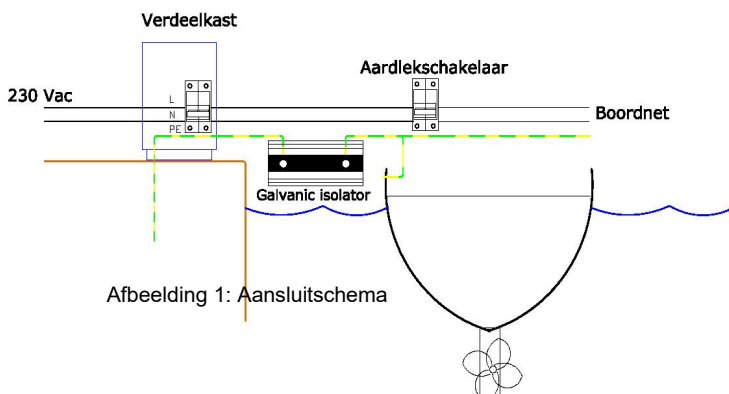 Verdeelkast
Aardlekschakelaar
230 Vac
L
N
PE
Boordnet
Galvanic isolator
Afbeelding 1: Aansluitschema